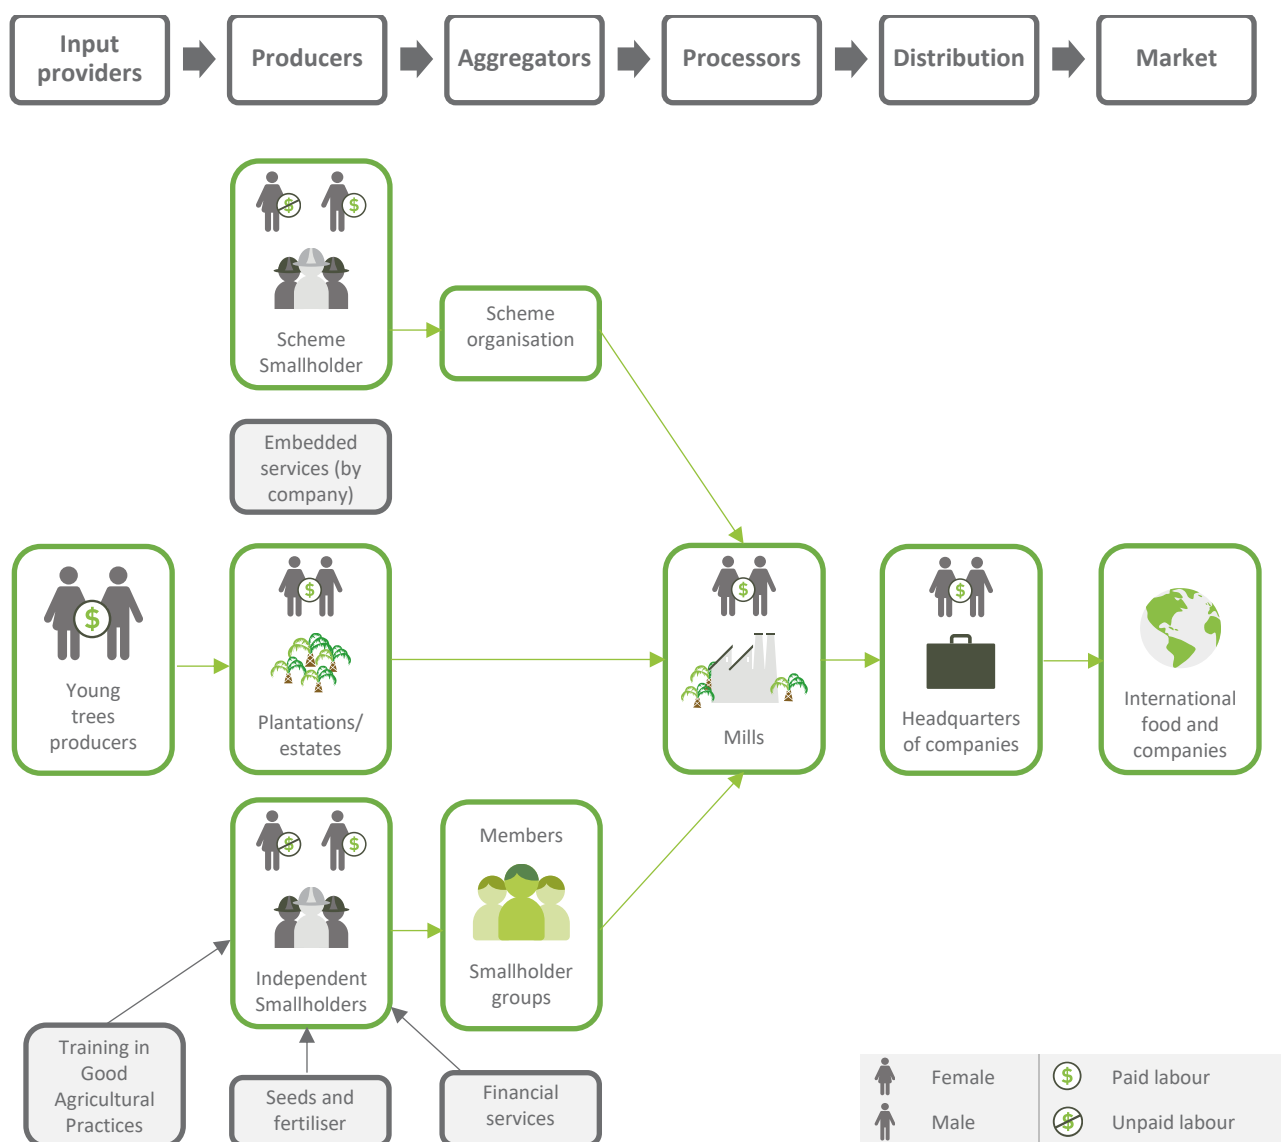 Input
providers
Producers
Aggregators
Processors
Distribution
Market
$
$
Scheme
Smallholder
Scheme
organisation
Embedded
services (by
company)
$
Young
trees
producers
$
Plantations/
estates
$
Mills
$
Headquarters
of companies
International
food and
companies
$
$
Independent
Smallholders
Members
Smallholder
groups
Training in
Good
Agricultural
Practices
Seeds and
fertiliser
Financial
services
Female
$
Paid labour
Male
$
Unpaid labour